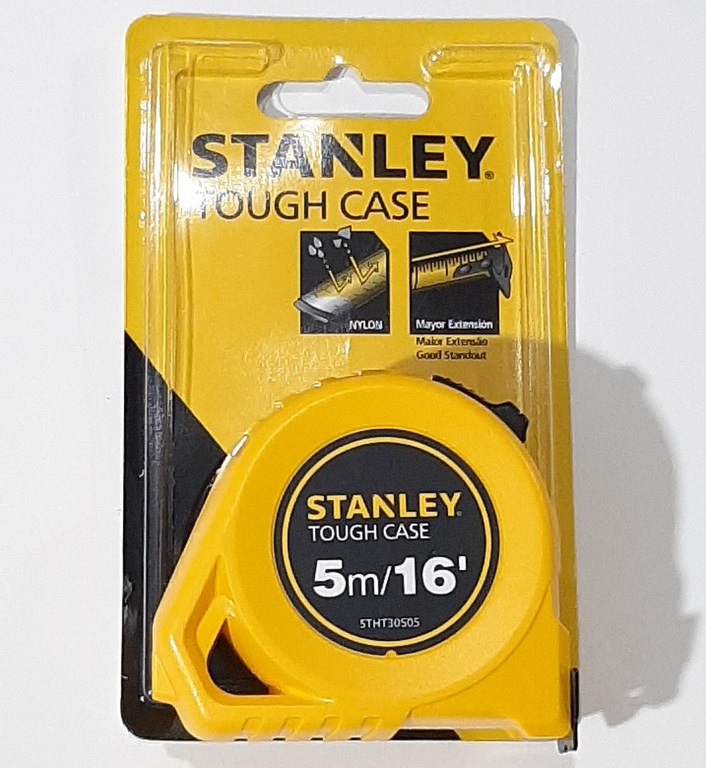 STANLEY®
TOUGH CASE
NYLON
Mayor Extensión
Maior Extensão
Good Standout
STANLEY®
TOUGH CASE
5m/16'
STHT30505